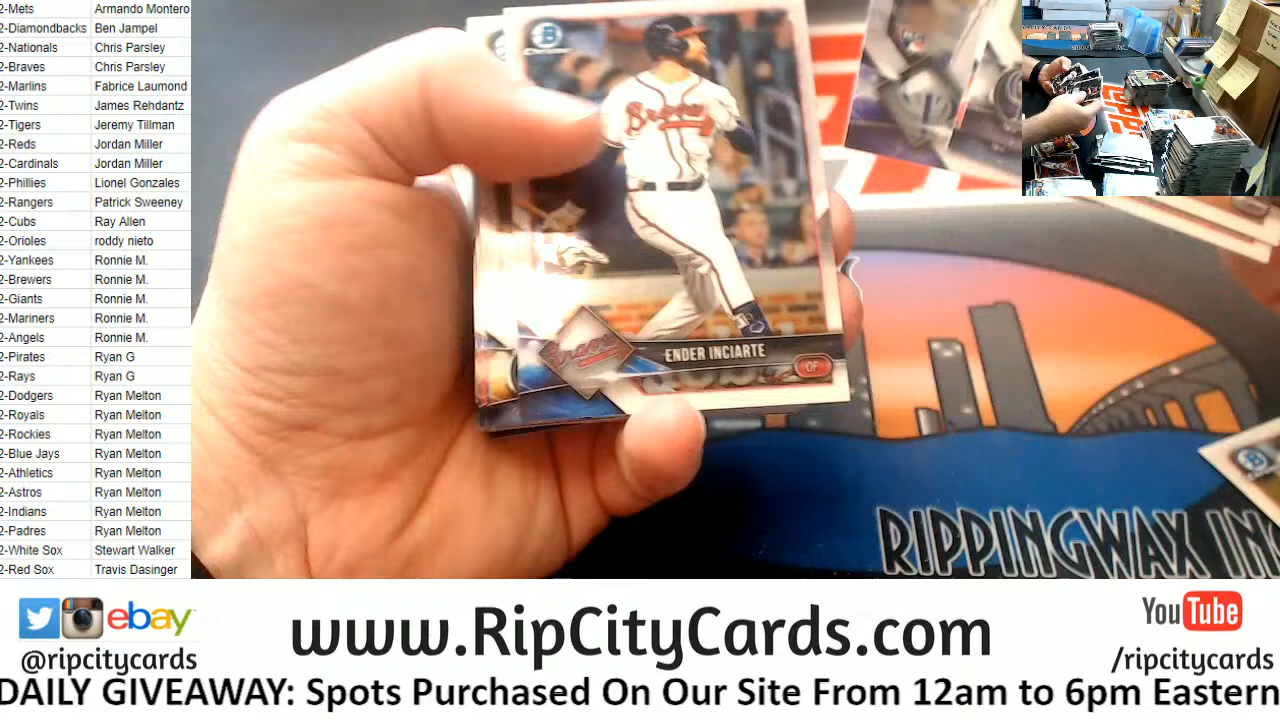 2-Mets Armando Montero
2-Diamondbacks Ben Jampel
2-Nationals Chris Parsley
2-Braves Chris Parsley
2-Marlins Fabrice Laumond
2-Twins James Rehdantz
2-Tigers Jeremy Tillman
2-Reds Jordan Miller
2-Cardinals Jordan Miller
2-Phillies Lionel Gonzales
2-Rangers Patrick Sweeney
2-Cubs Ray Allen
2-Orioles roddy nieto
2-Yankees Ronnie M.
2-Brewers Ronnie M.
2-Giants Ronnie M.
2-Mariners Ronnie M.
2-Angels Ronnie M.
2-Pirates Ryan G
2-Rays Ryan G
2-Dodgers Ryan Melton
2-Royals Ryan Melton
2-Rockies Ryan Melton
2-Blue Jays Ryan Melton
2-Athletics Ryan Melton
2-Astros Ryan Melton
2-Indians Ryan Melton
2-Padres Ryan Melton
2-White Sox Stewart Walker
2-Red Sox Travis Dasinger
B
Braves
Braves
ENDER INCIARTE
OF
B
RIPPINGWAX INC
ebay
@ripcitycards
www.RipCityCards.com
YouTube
/ripcitycards
DAILY GIVEAWAY: Spots Purchased On Our Site From 12am to 6pm Eastern